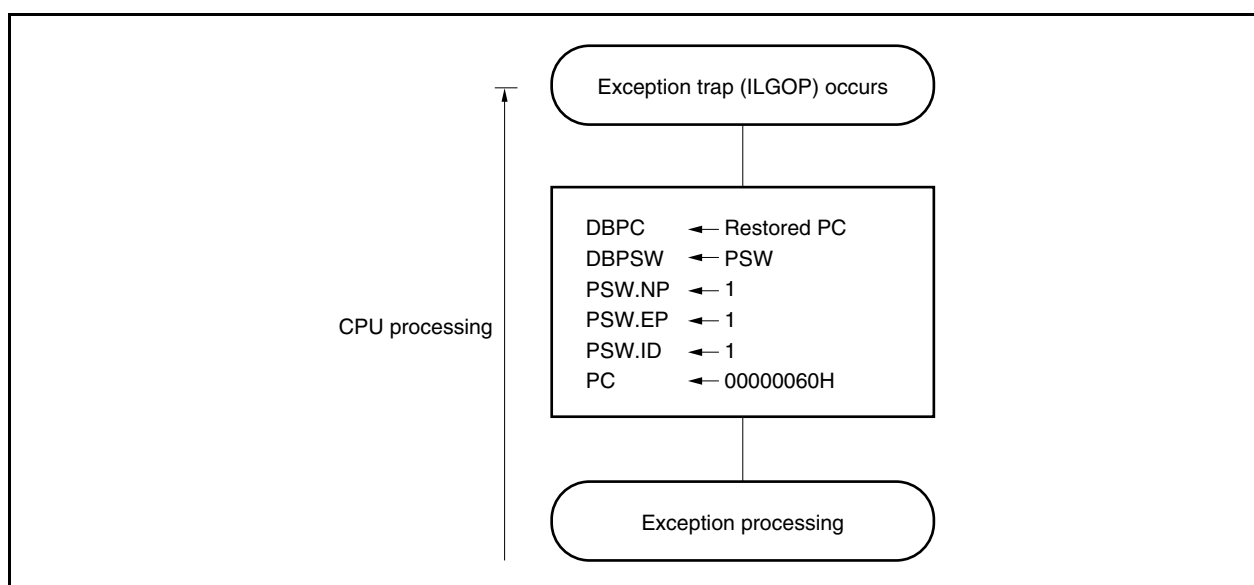 Exception trap (ILGOP) occurs
DBPC ← Restored PC
DBPSW ← PSW
PSW.NP ← 1
PSW.EP ← 1
PSW.ID ← 1
PC ← 00000060H
CPU processing
Exception processing